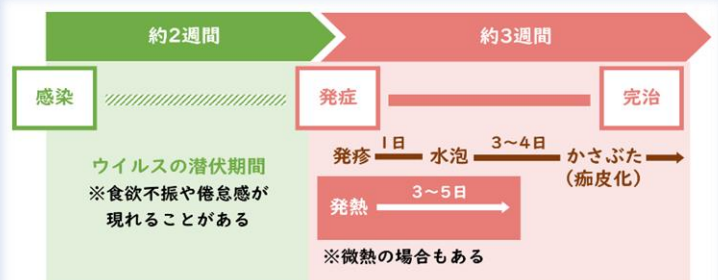 約2週間
約3週間
感染
発症
完治
ウイルスの潜伏期間
※食欲不振や倦怠感が
現れることがある
発疹
1日
水泡
3〜4日
かさぶた
(痂皮化)
発熱
3〜5日
※微熱の場合もある